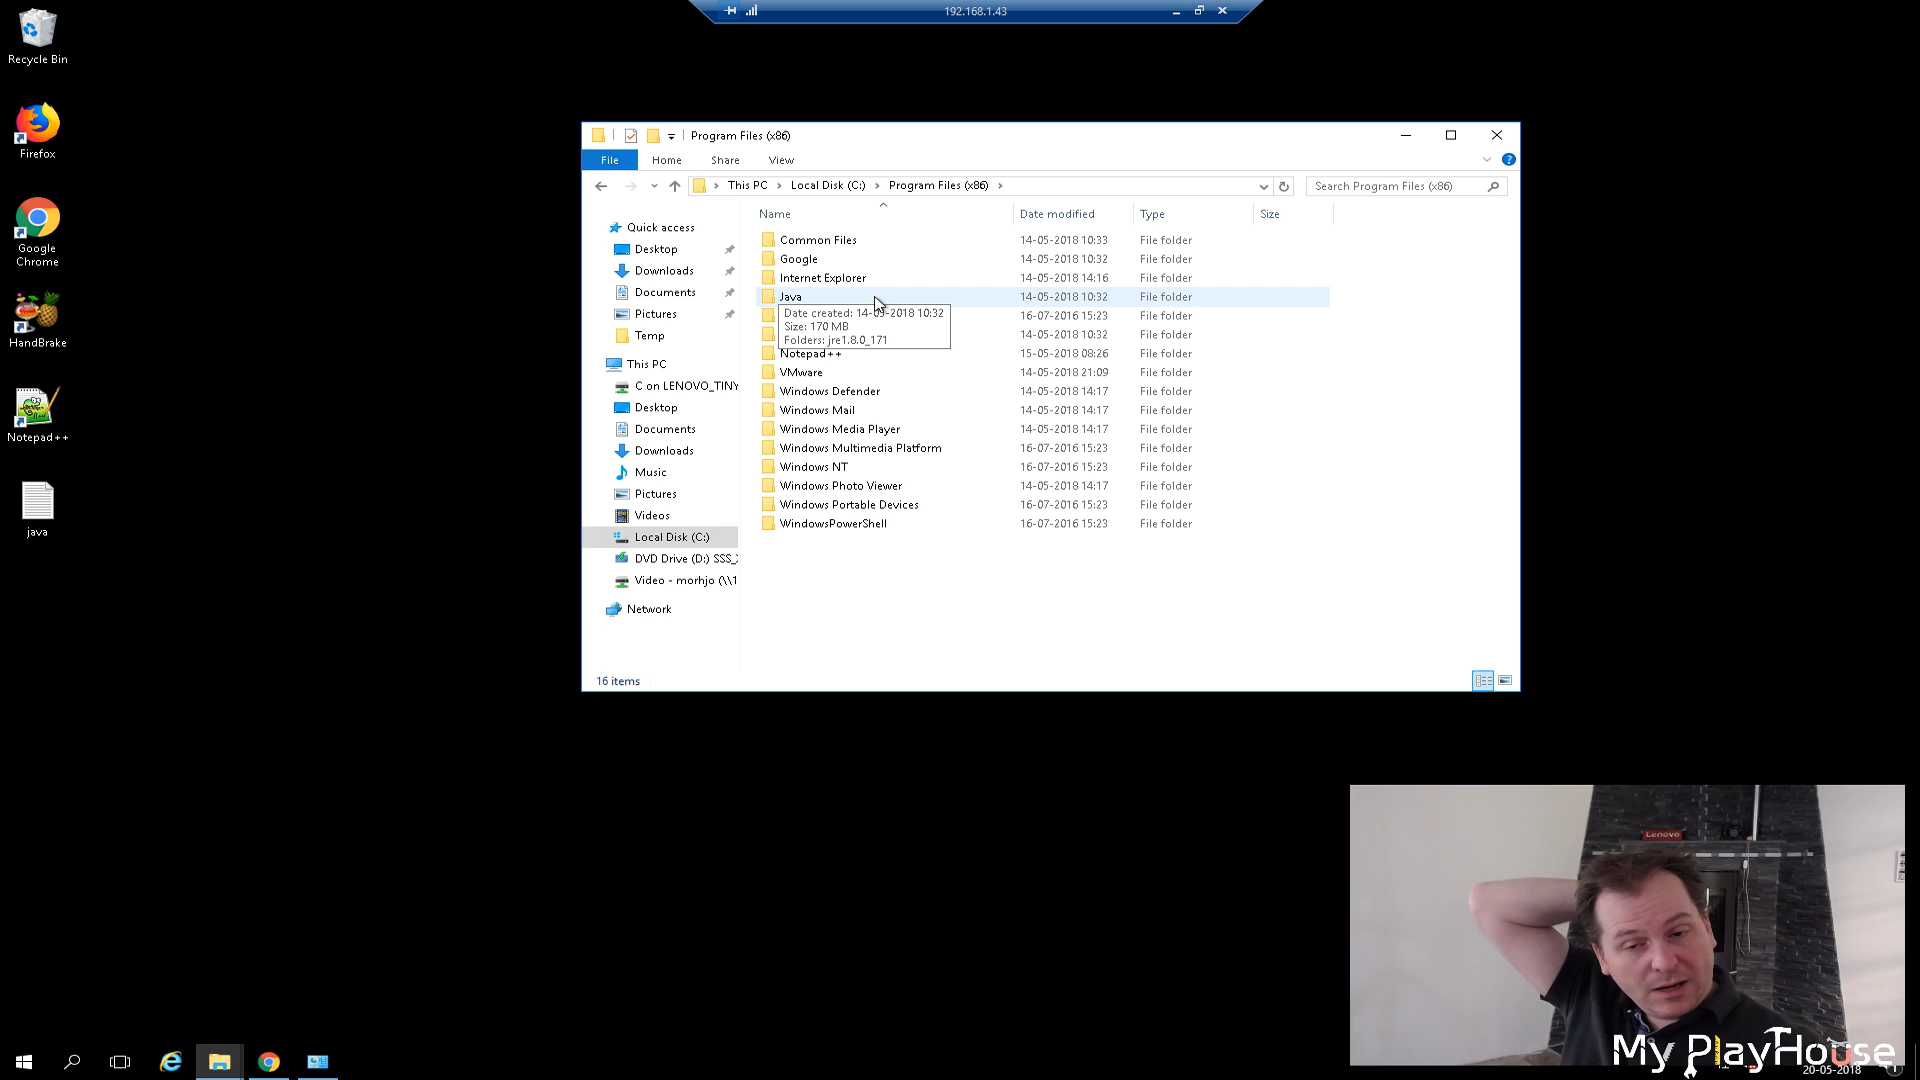 192.168.1.43
Recycle Bin
Firefox
Google
Chrome
HandBrake
Notepad++
java
Program Files (x86)
File Home Share View
This PC Local Disk (C:) Program Files (x86)
Search Program Files (x86)
Name Date modified Type Size
Quick access
Desktop
Downloads
Documents
Pictures
Temp
This PC
C on LENOVO_TINY
Desktop
Documents
Downloads
Music
Pictures
Videos
Local Disk (C:)
DVD Drive (D:) SSS_
Video - morhjo (\\1
Network
Common Files 14-05-2018 10:33 File folder
Google 14-05-2018 10:32 File folder
Internet Explorer 14-05-2018 14:16 File folder
Java 14-05-2018 10:32 File folder
16-07-2016 15:23 File folder
14-05-2018 10:32 File folder
Date created: 14-05-2018 10:32
Size: 170 MB
Folders: jre1.8.0_171
Notepad++ 15-05-2018 08:26 File folder
VMware 14-05-2018 21:09 File folder
Windows Defender 14-05-2018 14:17 File folder
Windows Mail 14-05-2018 14:17 File folder
Windows Media Player 14-05-2018 14:17 File folder
Windows Multimedia Platform 16-07-2016 15:23 File folder
Windows NT 16-07-2016 15:23 File folder
Windows Photo Viewer 14-05-2018 14:17 File folder
Windows Portable Devices 16-07-2016 15:23 File folder
WindowsPowerShell 16-07-2016 15:23 File folder
16 items
Lenovo
My PlayHouse
20-05-2018